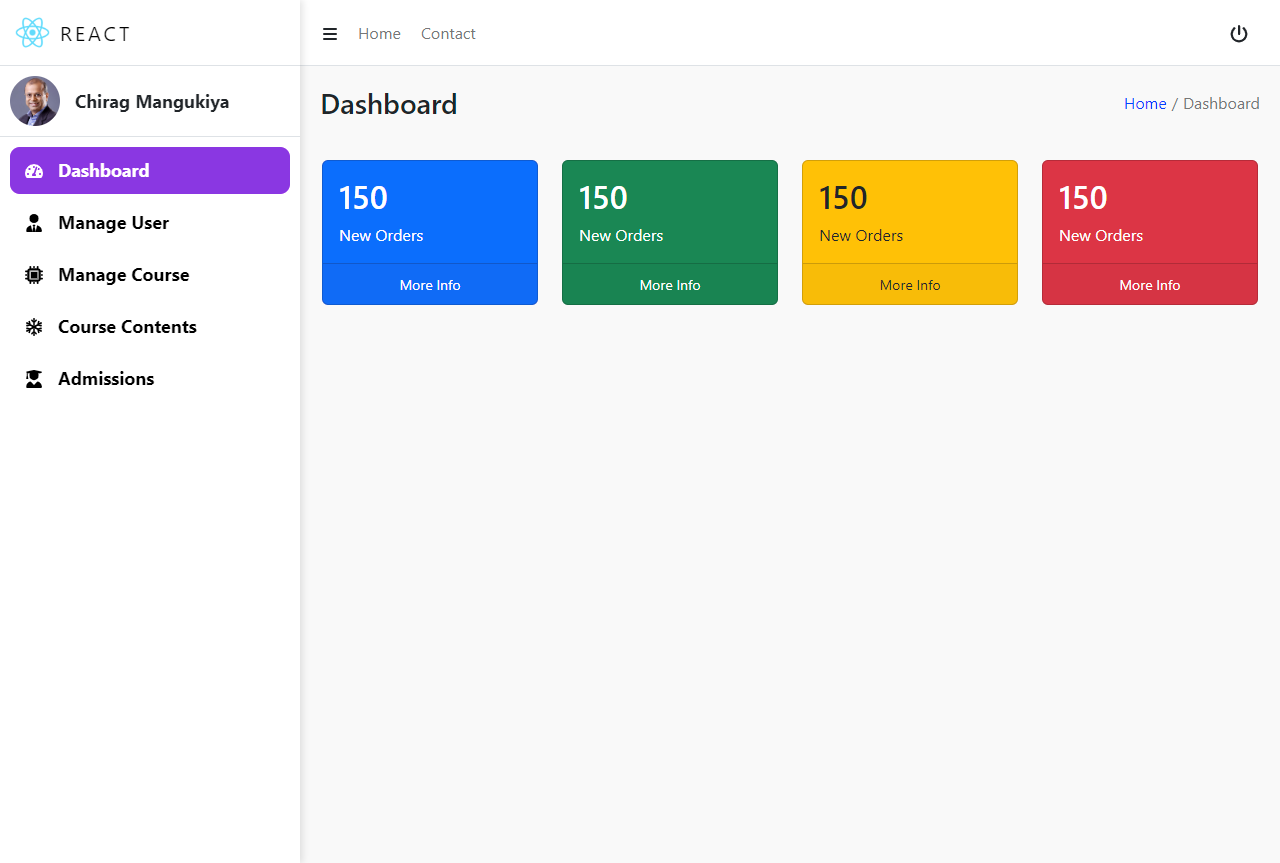 REACT
Home
Contact
Chirag Mangukiya
Dashboard
Manage User
Manage Course
Course Contents
Admissions
Dashboard
Home / Dashboard
150
New Orders
More Info
150
New Orders
More Info
150
New Orders
More Info
150
New Orders
More Info